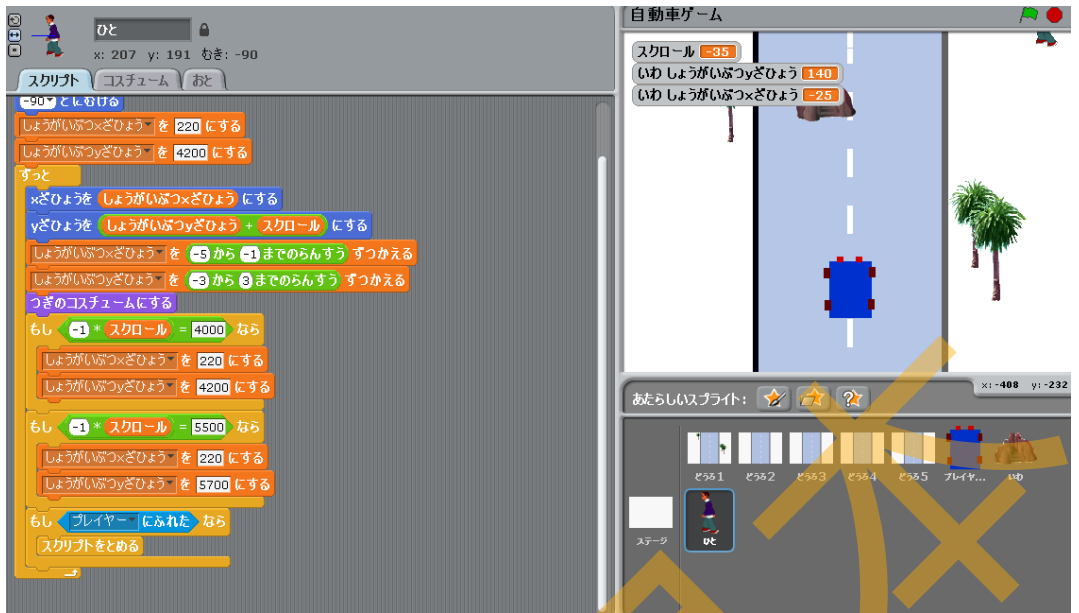 ひと
x: 207 y: 191 むき: -90
スクリプト コスチューム おと
-90 どにむける
しょうがいぶつxざひょう を 220 にする
しょうがいぶつyざひょう を 4200 にする
ずっと
xざひょうを しょうがいぶつxざひょう にする
yざひょうを しょうがいぶつyざひょう + スクロール にする
しょうがいぶつxざひょう を -5 から -1 までのらんすう ずつかえる
しょうがいぶつyざひょう を -3 から 3 までのらんすう ずつかえる
つぎのコスチュームにする
もし -1 * スクロール = 4000 なら
しょうがいぶつxざひょう を 220 にする
しょうがいぶつyざひょう を 4200 にする
もし -1 * スクロール = 5500 なら
しょうがいぶつxざひょう を 220 にする
しょうがいぶつyざひょう を 5700 にする
もし プレイヤー にふれた なら
スクリプトをとめる
自動車ゲーム
スクロール -35
いわ しょうがいぶつyざひょう 140
いわ しょうがいぶつxざひょう -25
x: -408 y: -232
あたらしいスプライト:
どうろ1 どうろ2 どうろ3 どうろ4 どうろ5 プレイヤ... いわ
ステージ ひと